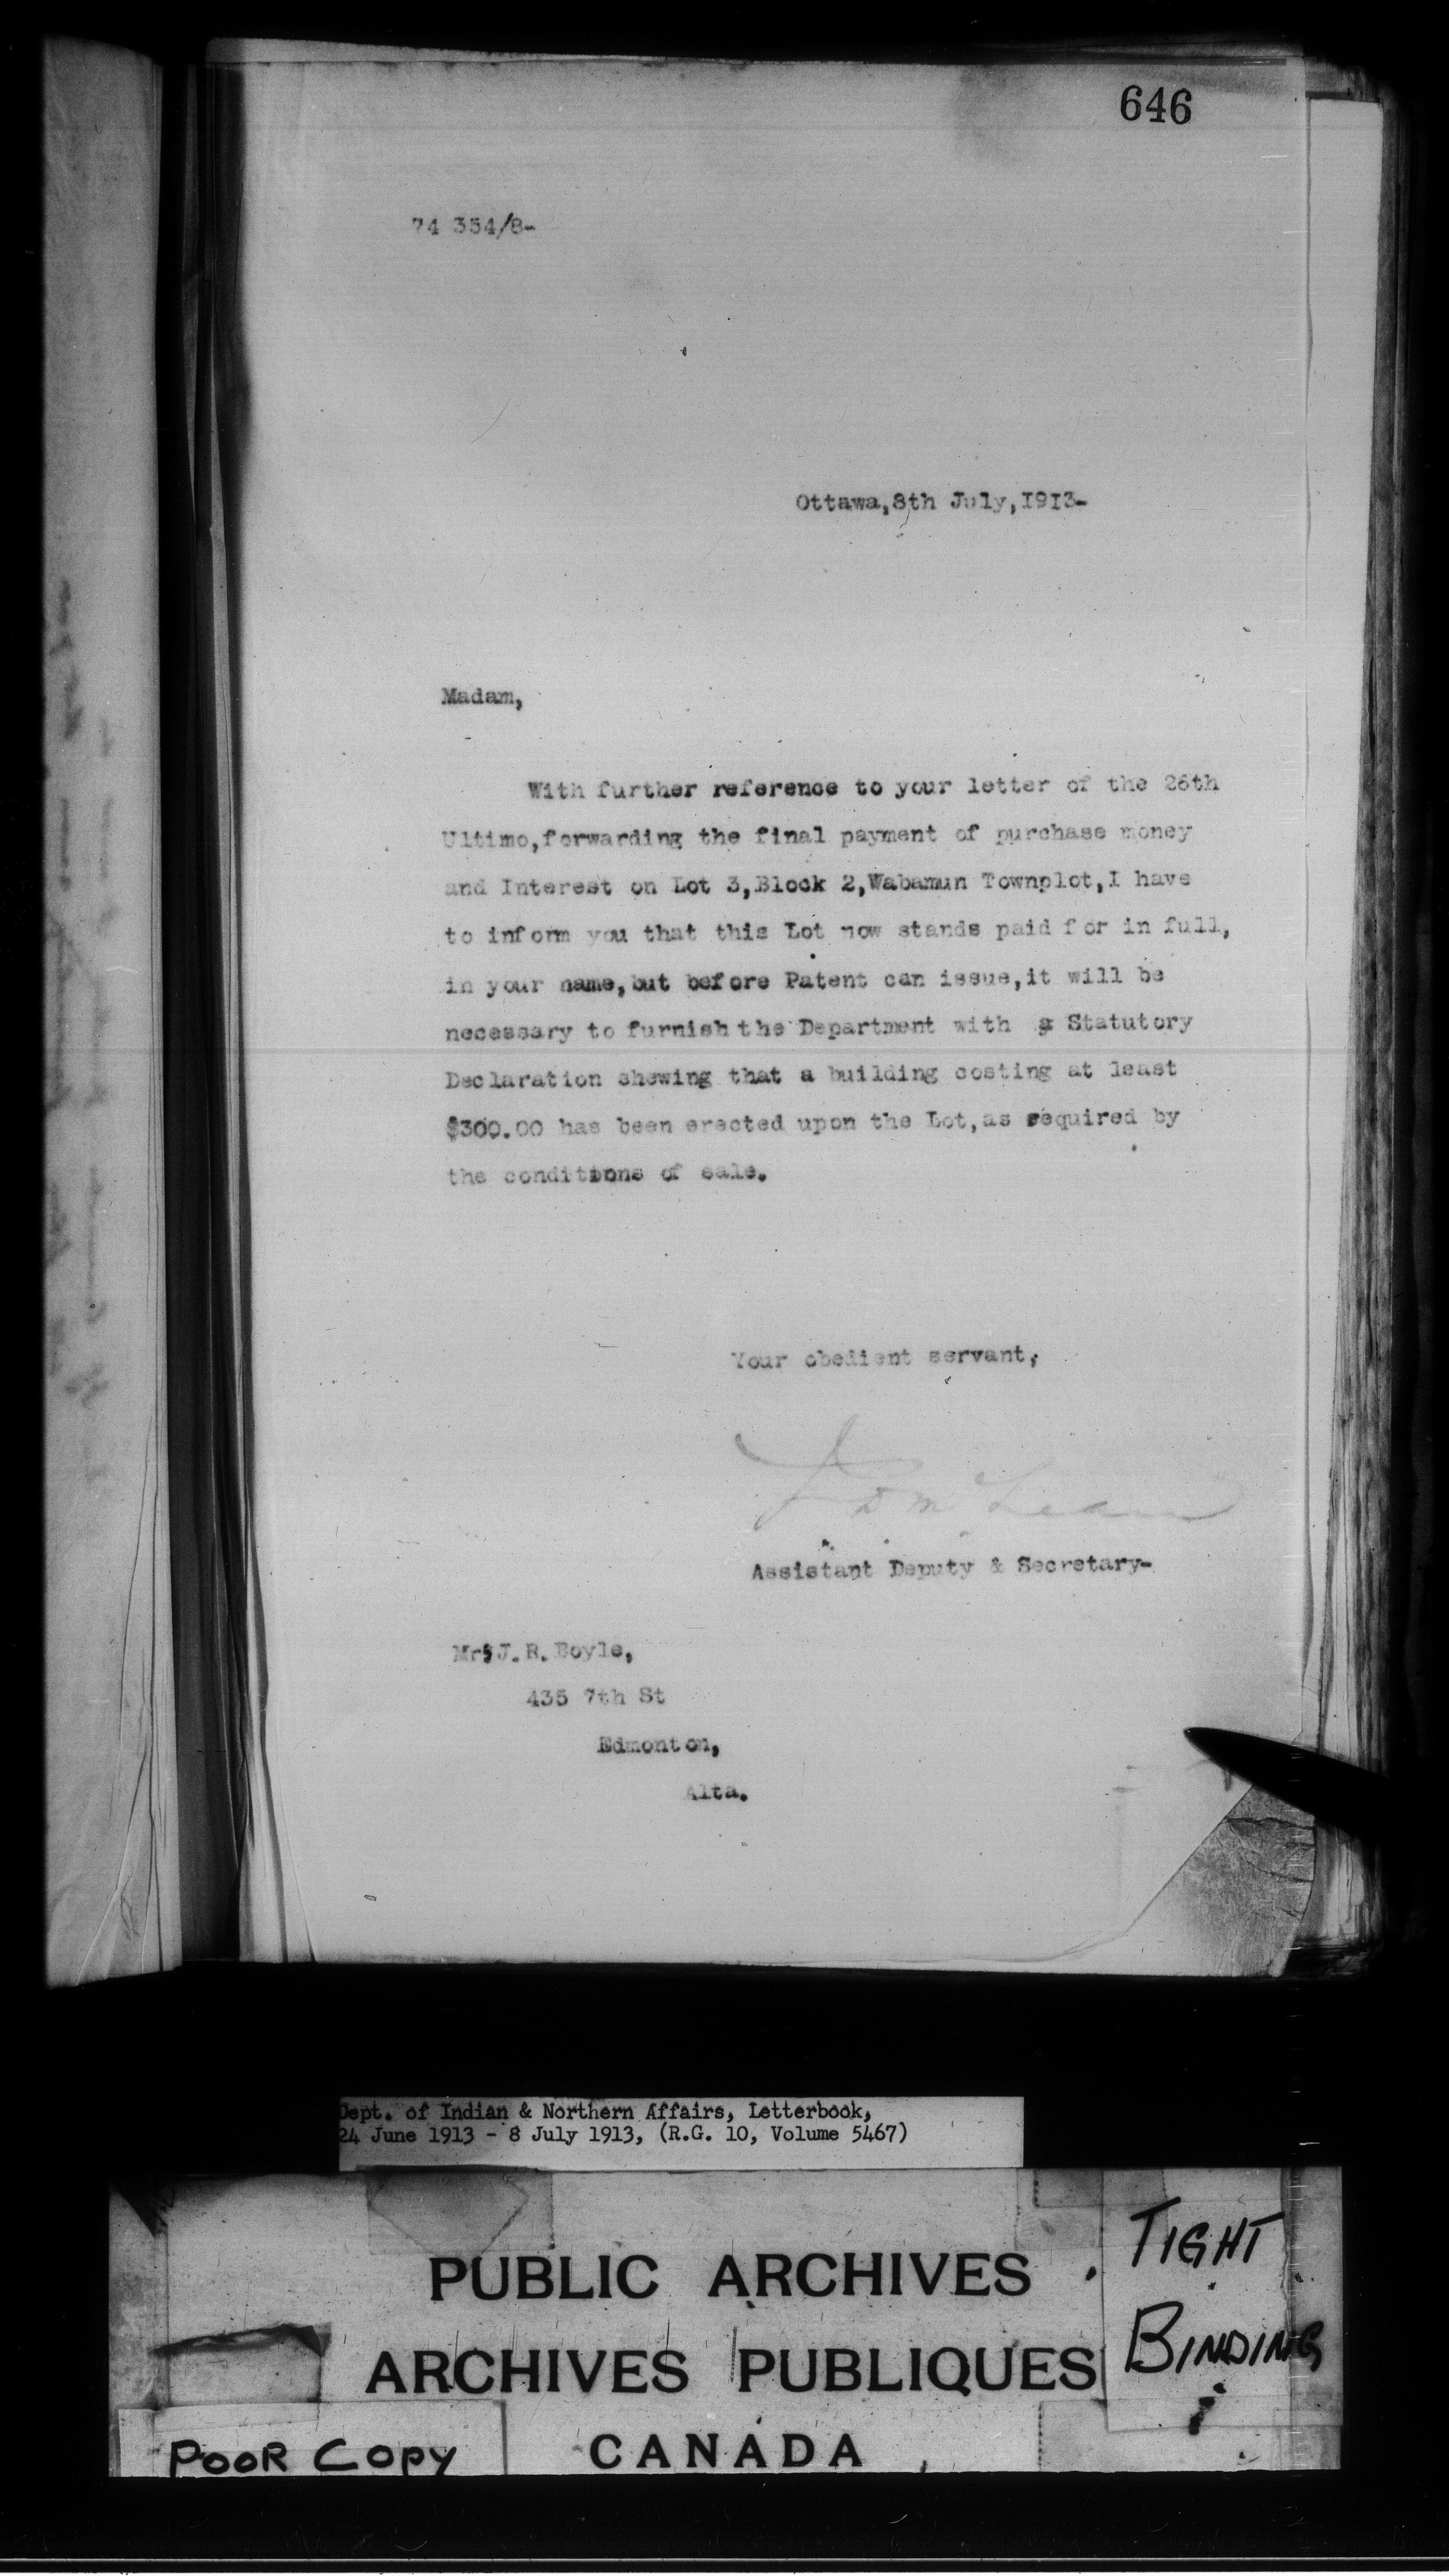 646
74 354/8-
Ottawa,8th July,1913-
Madam,
With further reference to your letter of the 26th
Ultimo,forwarding the final payment of purchase money
and Interest on Lot 3,Block 2,Wabamun Townplot,I have
to inform you that this Lot now stands paid for in full,
in your name,but before Patent can issue,it will be
necessary to furnish the Department with a Statutory
Declaration shewing that a building costing at least
$300.00 has been erected upon the Lot,as required by
the conditions of sale.
Your obedient servant,
J D McLean
Assistant Deputy & Secretary-
Mrs J.R.Boyle,
435 7th St
Edmonton,
Alta.
Dept. of Indian & Northern Affairs, Letterbook,
24 June 1913 - 8 July 1913, (R.G. 10, Volume 5467)
PUBLIC ARCHIVES
ARCHIVES PUBLIQUES
CANADA
TIGHT
BINDING
POOR COPY